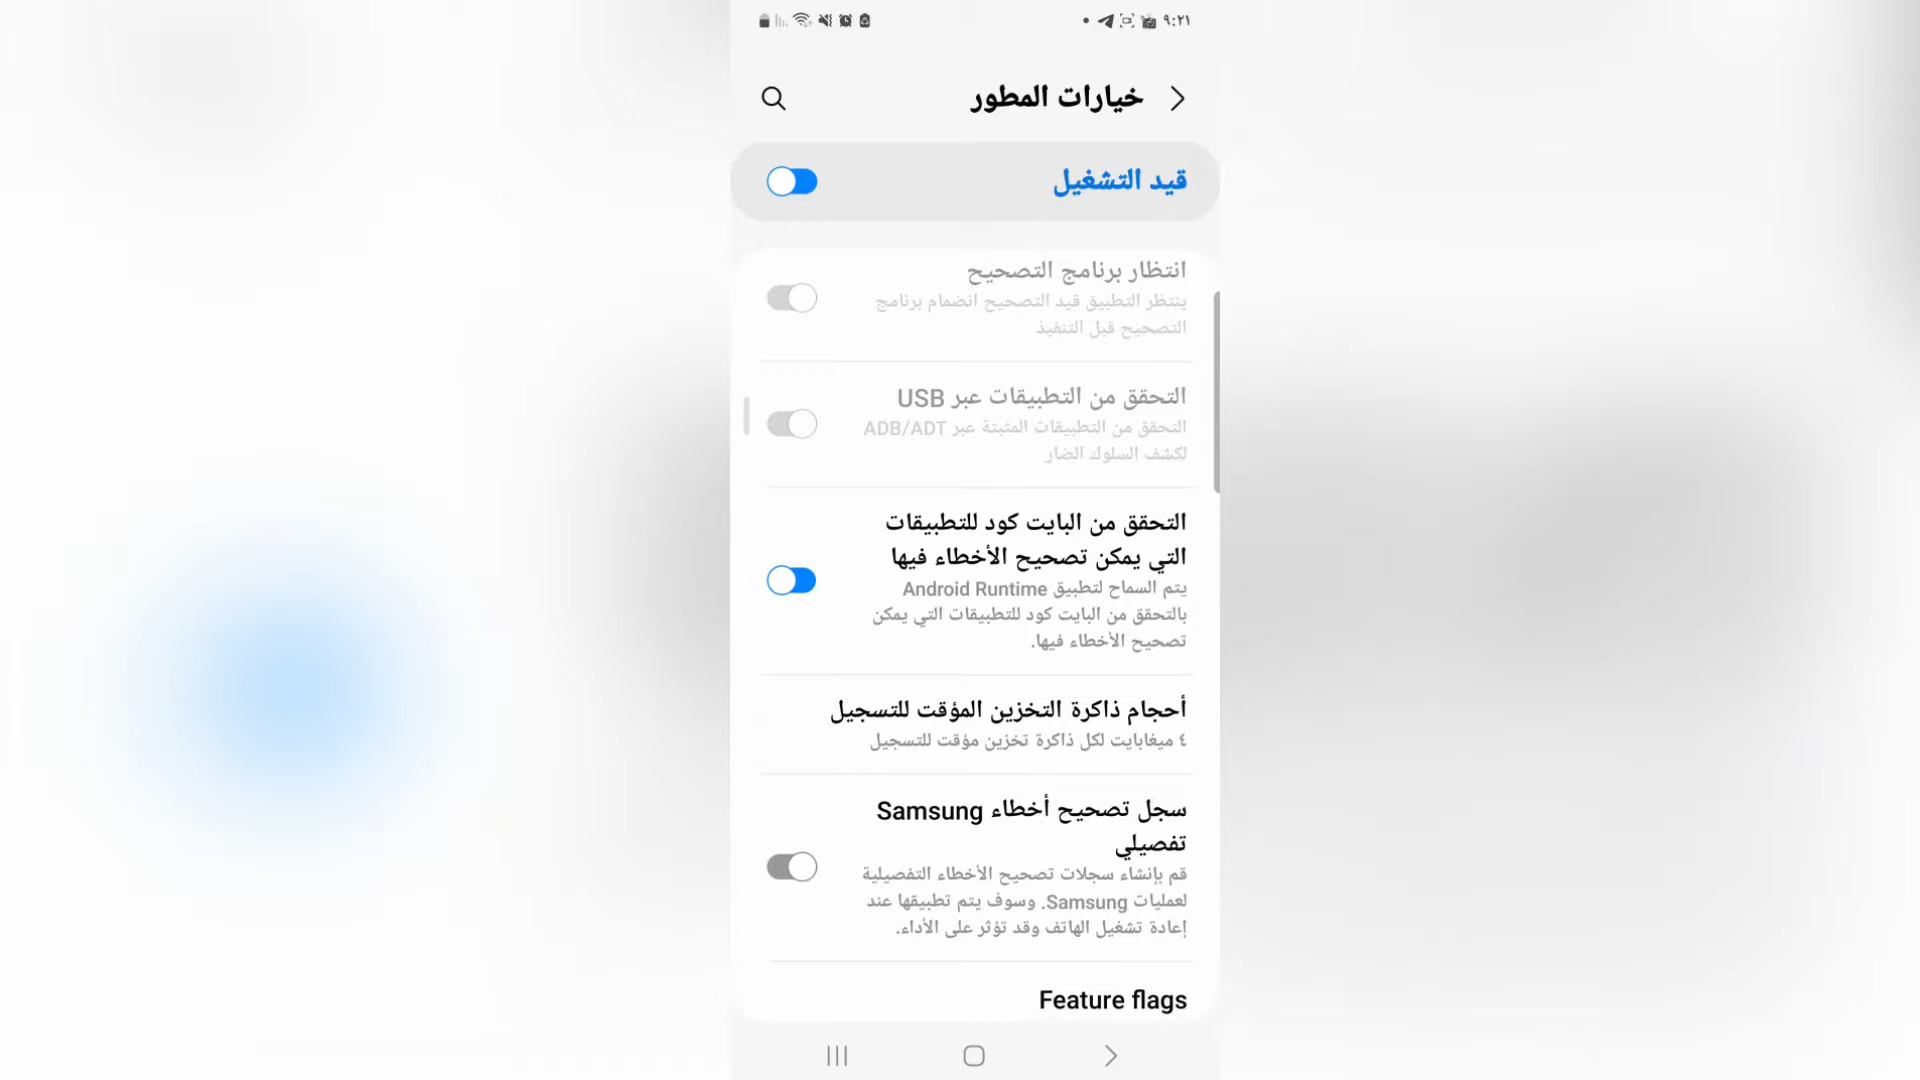 ٩:٢١
خيارات المطور
قيد التشغيل
انتظار برنامج التصحيح
ينتظر التطبيق قيد التصحيح انضمام برنامج
التصحيح قبل التنفيذ
التحقق من التطبيقات عبر USB
التحقق من التطبيقات المثبتة عبر ADB/ADT
لكشف السلوك الضار
التحقق من البايت كود للتطبيقات
التي يمكن تصحيح الأخطاء فيها
يتم السماح لتطبيق Android Runtime
بالتحقق من البايت كود للتطبيقات التي يمكن
تصحيح الأخطاء فيها.
أحجام ذاكرة التخزين المؤقت للتسجيل
٤ ميغابايت لكل ذاكرة تخزين مؤقت للتسجيل
سجل تصحيح أخطاء Samsung
تفصيلي
قم بإنشاء سجلات تصحيح الأخطاء التفصيلية
لعمليات Samsung. وسوف يتم تطبيقها عند
إعادة تشغيل الهاتف وقد تؤثر على الأداء.
Feature flags